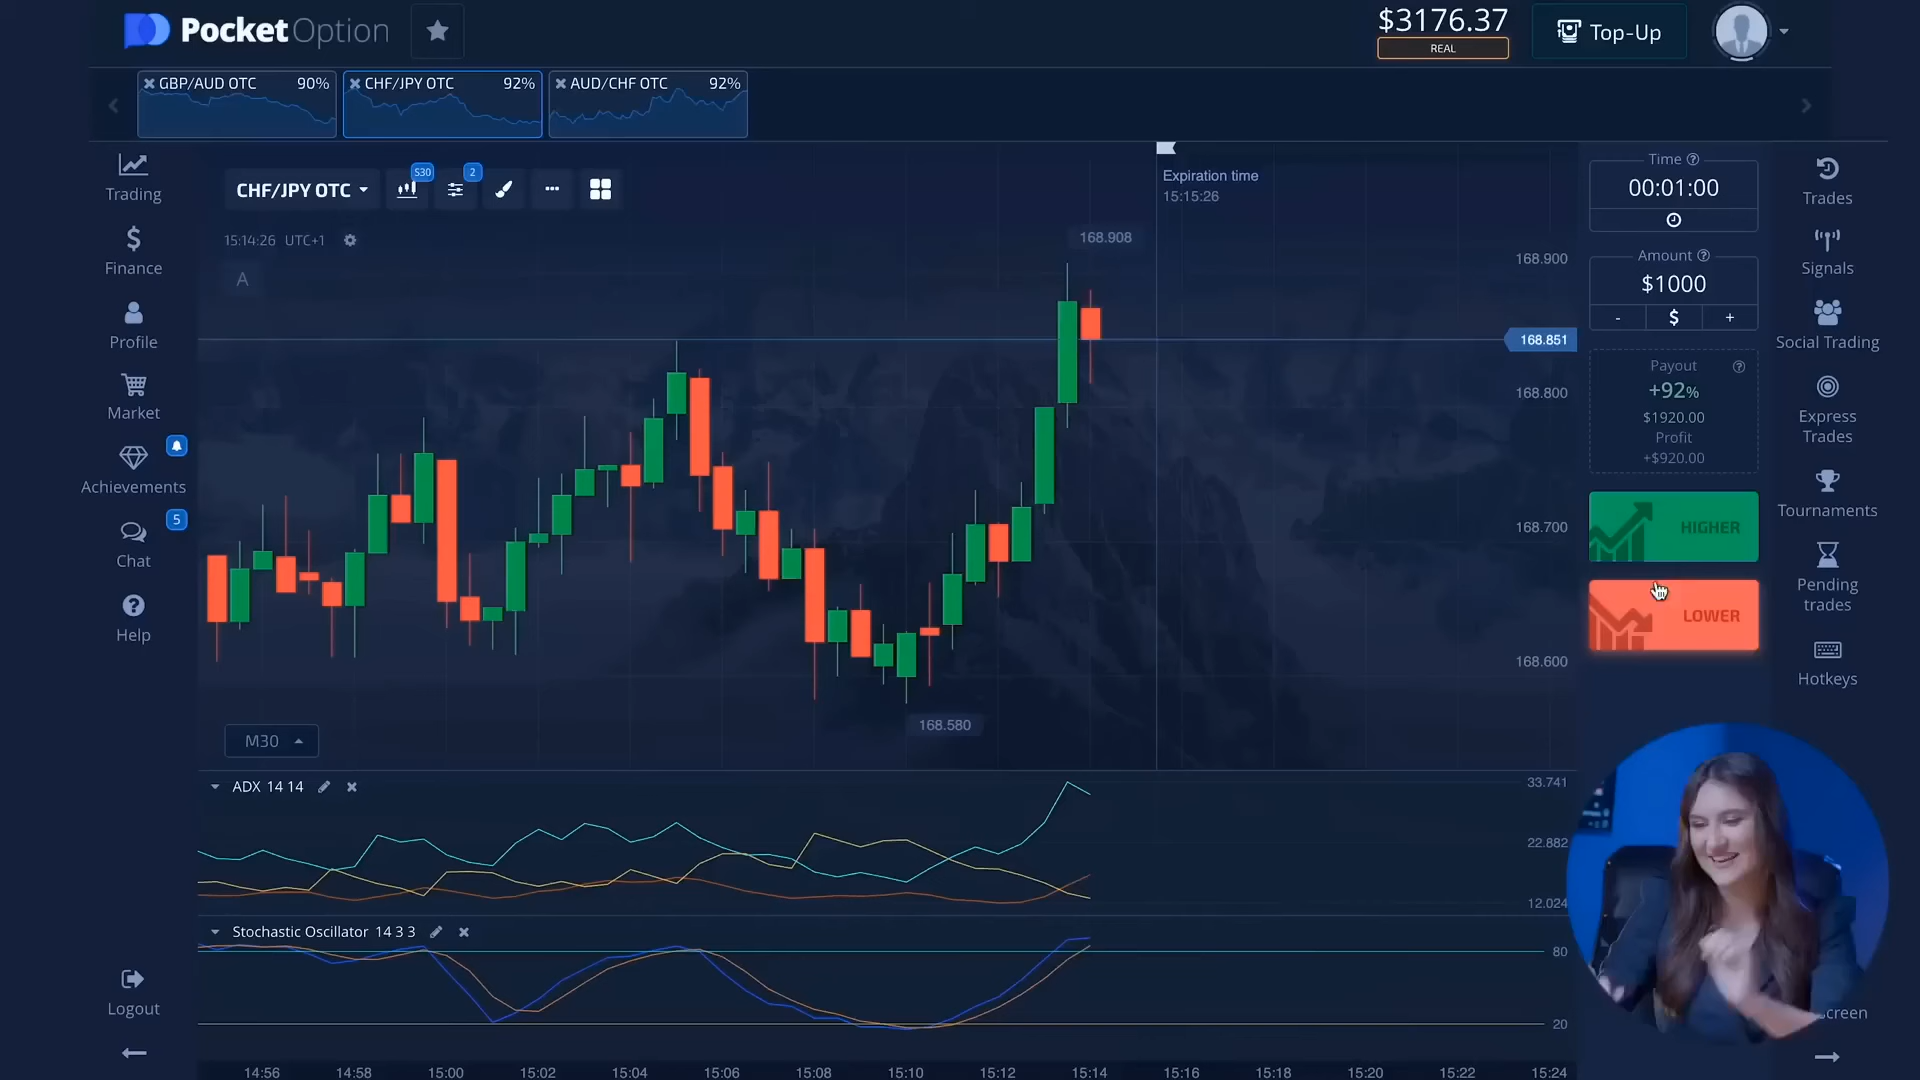 PocketOption
$3176.37
REAL
Top-Up
GBP/AUD OTC 90%
CHF/JPY OTC 92%
AUD/CHF OTC 92%
Trading
Finance
Profile
Market
Achievements
5
Chat
Help
Logout
CHF/JPY OTC
S30
2
15:14:26 UTC+1
A
Expiration time
15:15:26
168.908
168.900
168.851
168.800
168.700
168.600
168.580
M30
ADX 14 14
33.741
22.882
12.024
Stochastic Oscillator 14 3 3
80
20
14:56 14:58 15:00 15:02 15:04 15:06 15:08 15:10 15:12 15:14 15:16 15:18 15:20 15:22 15:24
Time
00:01:00
Amount
$1000
- $ +
Payout
+92%
$1920.00
Profit
+$920.00
HIGHER
LOWER
Trades
Signals
Social Trading
Express
Trades
Tournaments
Pending
trades
Hotkeys